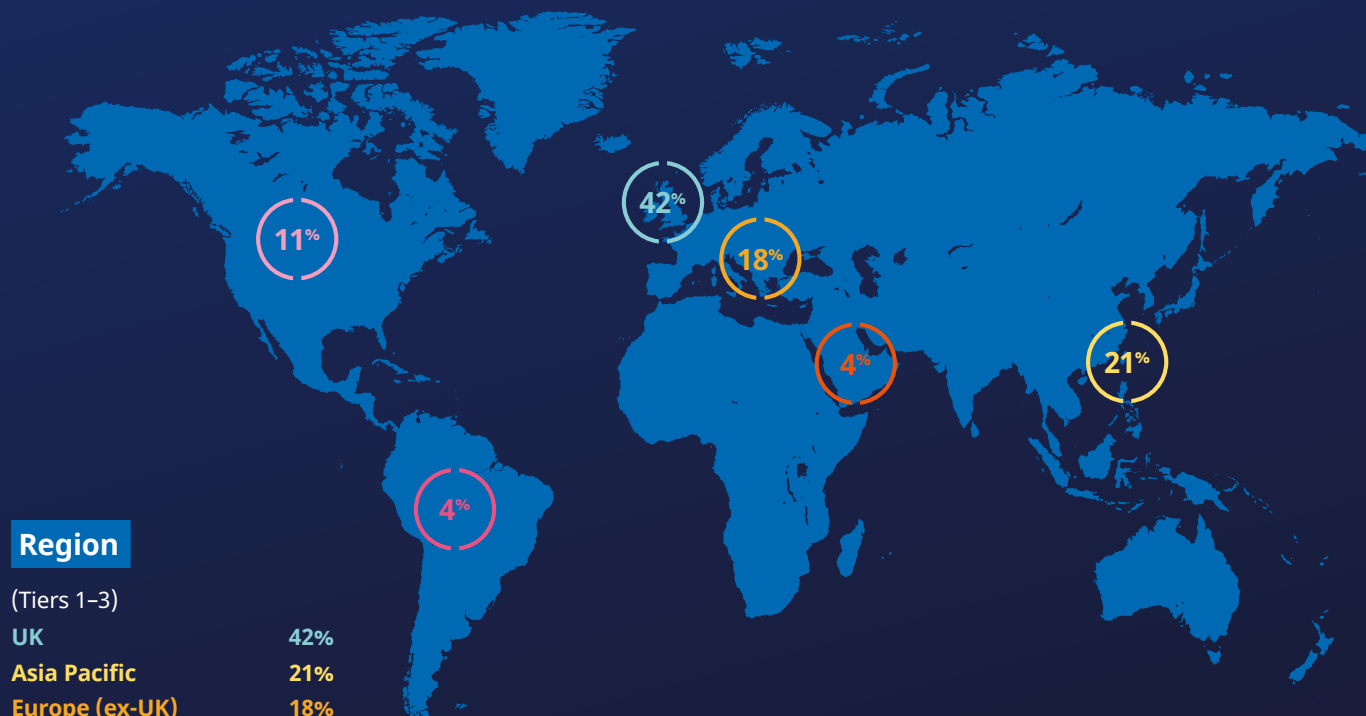 42%
11%
18%
4%
21%
4%
Region
(Tiers 1–3)
UK 42%
Asia Pacific 21%
Europe (ex-UK) 18%